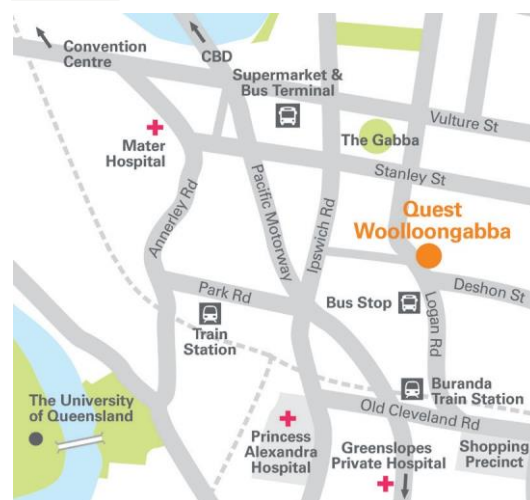 Convention
Centre
CBD
Supermarket &
Bus Terminal
Vulture St
Mater
Hospital
The Gabba
Stanley St
Annerley Rd
Pacific Motorway
Ipswich Rd
Quest
Woolloongabba
Deshon St
Park Rd
Bus Stop
Logan Rd
Train
Station
Buranda
Train Station
The University
of Queensland
Old Cleveland Rd
Princess
Alexandra
Hospital
Greenslopes
Private Hospital
Shopping
Precinct